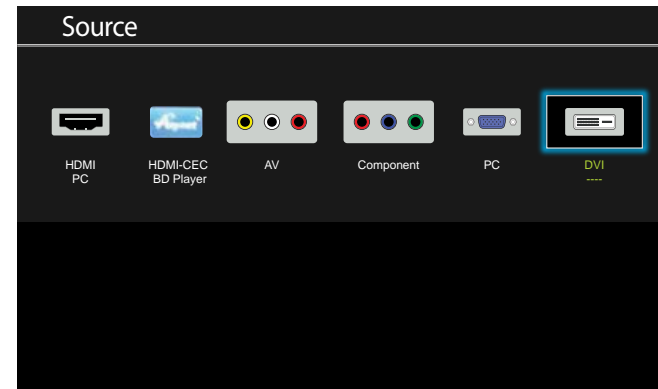 Source
HDMI
PC
HDMI-CEC
BD Player
AV
Component
PC
DVI
----